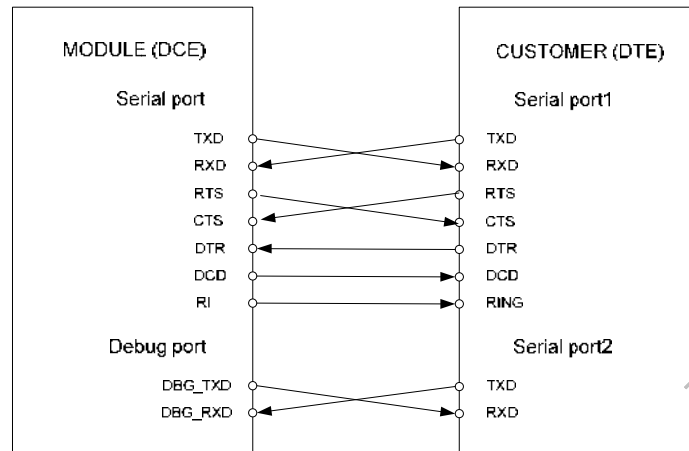 MODULE (DCE)
Serial port
TXD
RXD
RTS
CTS
DTR
DCD
RI
Debug port
DBG_TXD
DBG_RXD
CUSTOMER (DTE)
Serial port1
TXD
RXD
RTS
CTS
DTR
DCD
RING
Serial port2
TXD
RXD